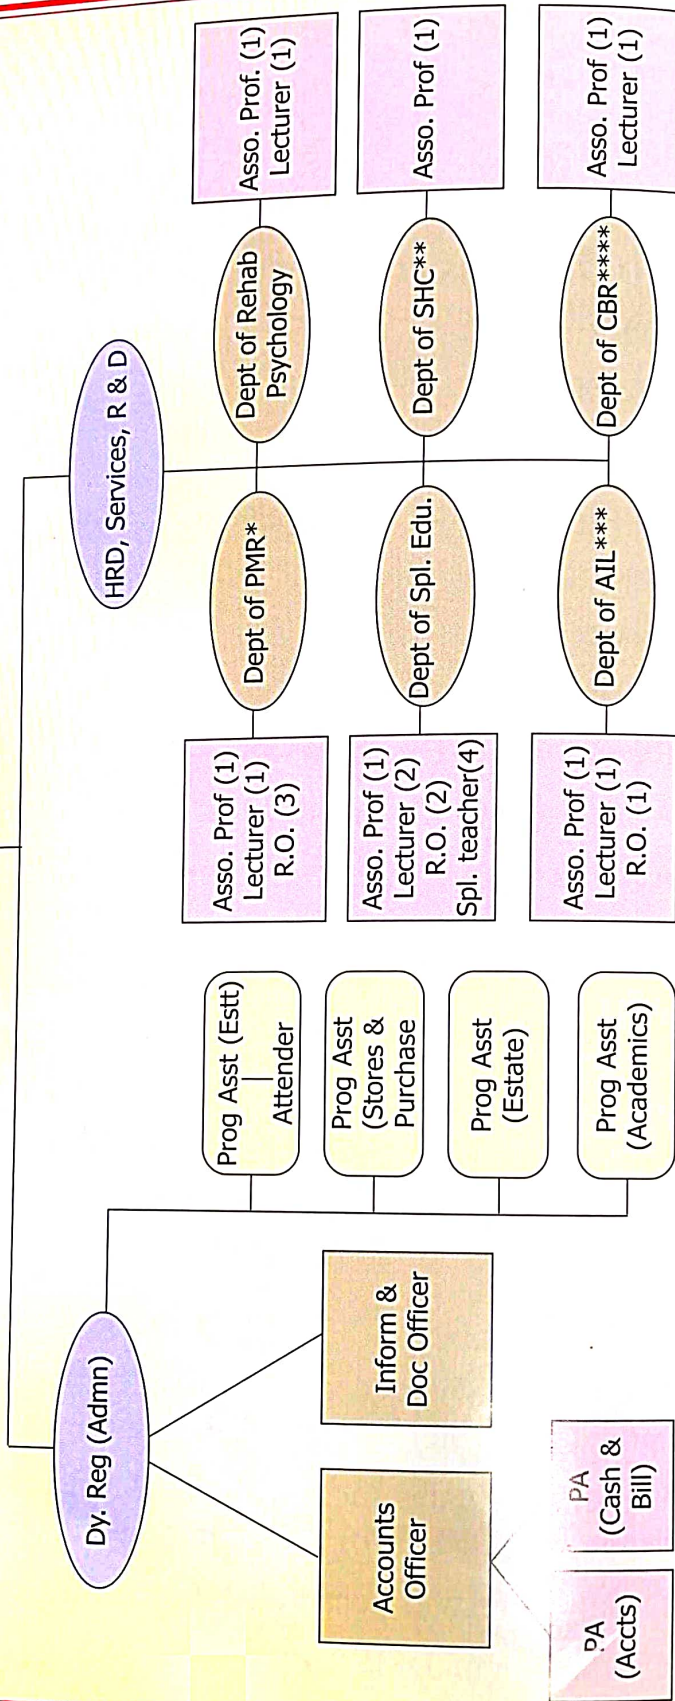 Dy. Reg (Admn)
HRD, Services, R & D
Accounts
Officer
Inform &
Doc Officer
PA
(Accts)
PA
(Cash &
Bill)
Prog Asst (Estt)
Attender
Prog Asst
(Stores &
Purchase
Prog Asst
(Estate)
Prog Asst
(Academics)
Asso. Prof (1)
Lecturer (1)
R.O. (3)
Dept of PMR*
Dept of Rehab
Psychology
Asso. Prof. (1)
Lecturer (1)
Asso. Prof (1)
Lecturer (2)
R.O. (2)
Spl. teacher(4)
Dept of Spl. Edu.
Dept of SHC**
Asso. Prof (1)
Asso. Prof (1)
Lecturer (1)
R.O. (1)
Dept of AIL***
Dept of CBR****
Asso. Prof (1)
Lecturer (1)